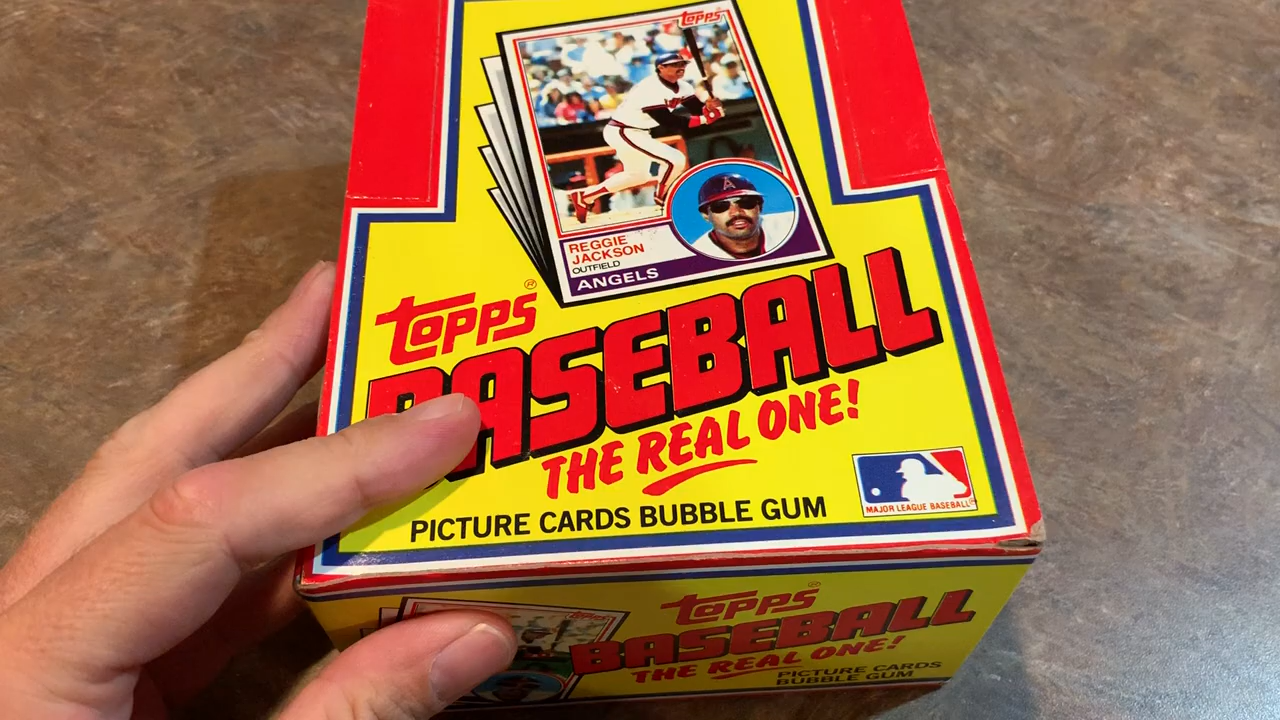 topps
REGGIE
JACKSON
OUTFIELD
ANGELS
A
topps®
BASEBALL
THE REAL ONE!
PICTURE CARDS BUBBLE GUM
MAJOR LEAGUE BASEBALL®
topps
topps®
BASEBALL
THE REAL ONE!
PICTURE CARDS
BUBBLE GUM